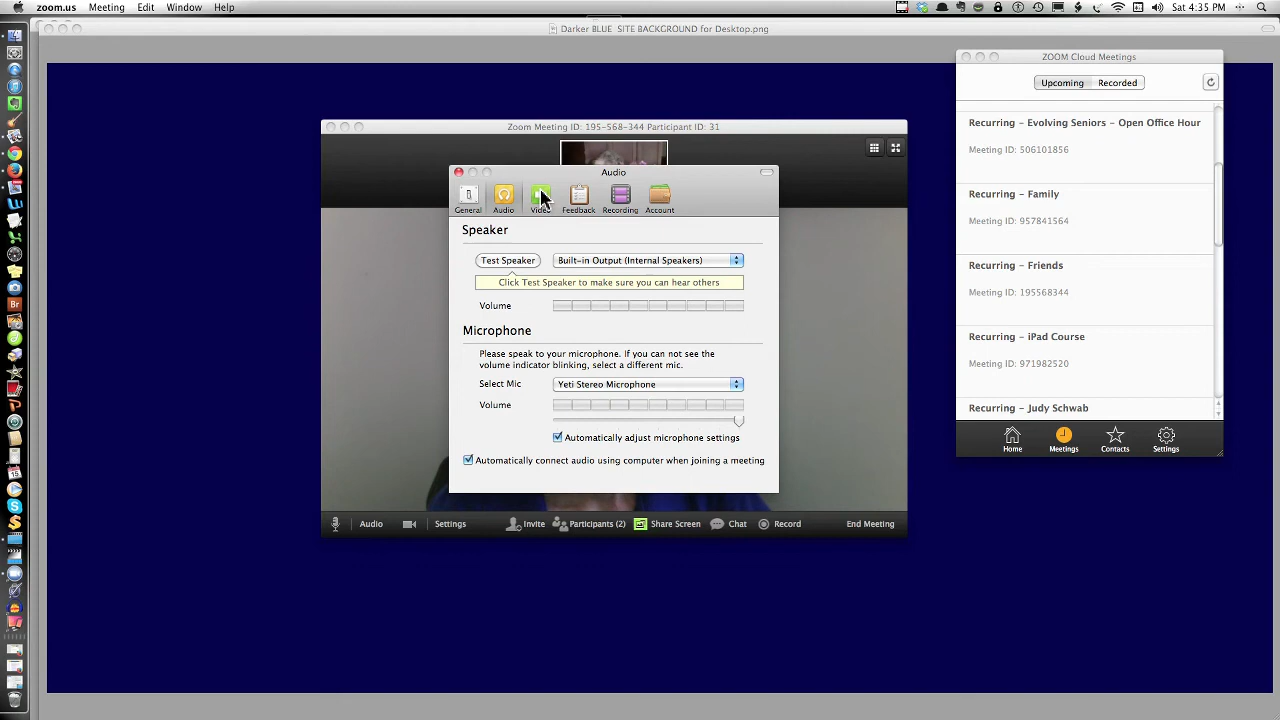 zoom.us Meeting Edit Window Help
Sat 4:35 PM
Darker BLUE SITE BACKGROUND for Desktop.png
ZOOM Cloud Meetings
Upcoming Recorded
Recurring - Evolving Seniors - Open Office Hour
Meeting ID: 506101856
Recurring - Family
Meeting ID: 957841564
Recurring - Friends
Meeting ID: 195568344
Recurring - iPad Course
Meeting ID: 971982520
Recurring - Judy Schwab
Home Meetings Contacts Settings
Zoom Meeting ID: 195-568-344 Participant ID: 31
Audio
General Audio Video Feedback Recording Account
Speaker
Test Speaker Built-in Output (Internal Speakers)
Click Test Speaker to make sure you can hear others
Volume
Microphone
Please speak to your microphone. If you can not see the
volume indicator blinking, select a different mic.
Select Mic Yeti Stereo Microphone
Volume
Automatically adjust microphone settings
Automatically connect audio using computer when joining a meeting
Audio Settings Invite Participants (2) Share Screen Chat Record End Meeting